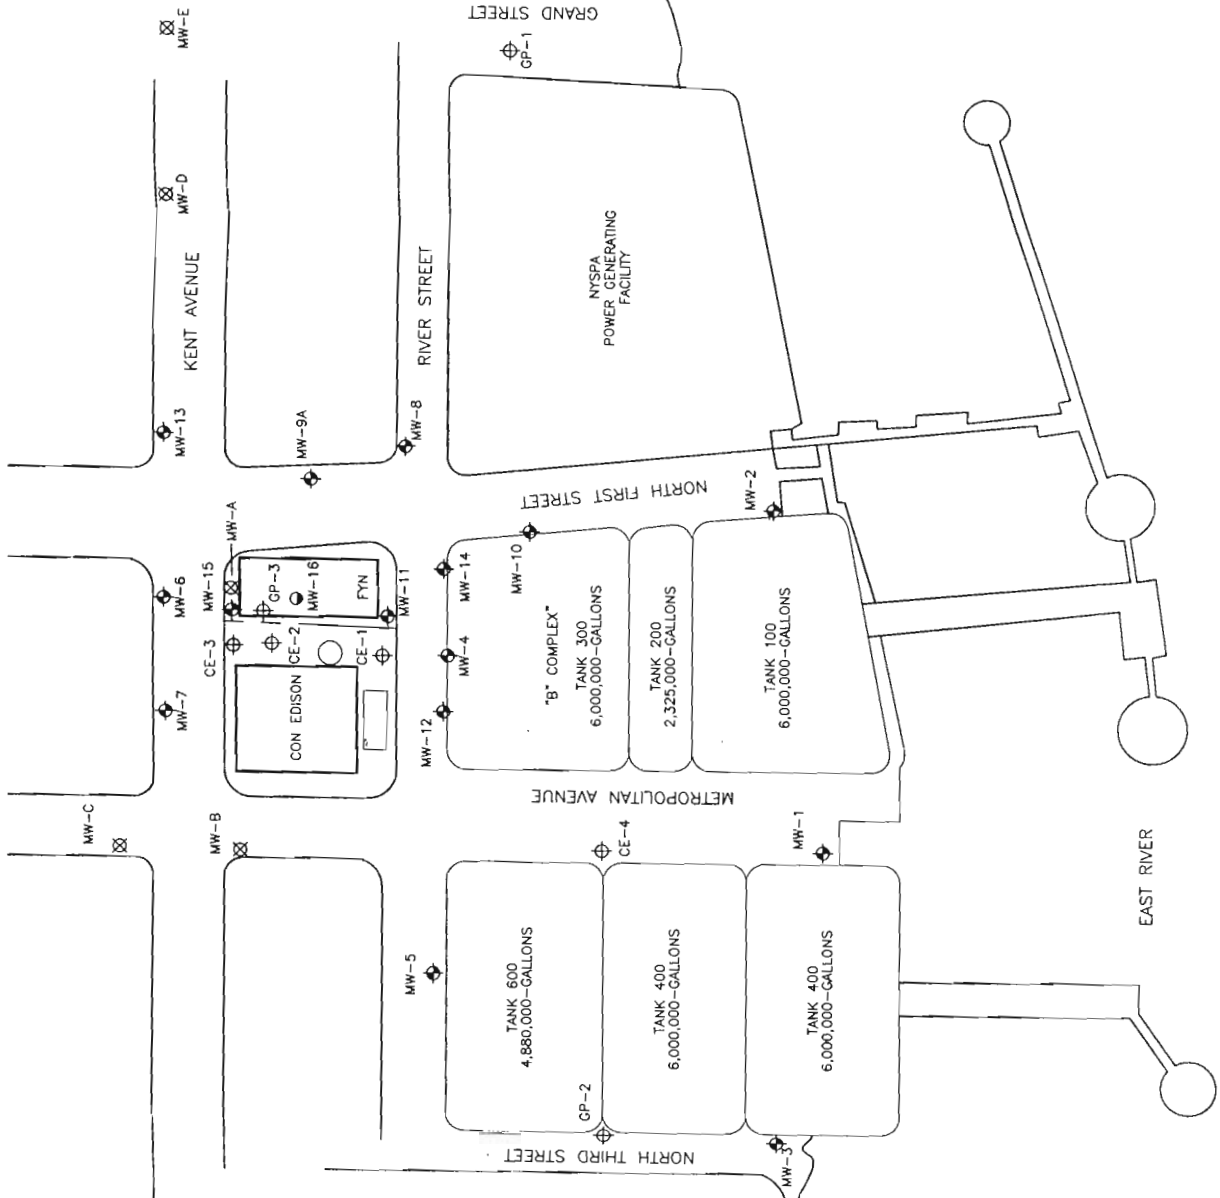 GRAND STREET
MW-E
GP-1
MW-D
KENT AVENUE
RIVER STREET
NYSPA
POWER GENERATING
FACILITY
MW-13
MW-9A
MW-8
NORTH FIRST STREET
MW-2
MW-A
MW-6
MW-15
GP-3
MW-16
FYN
MW-11
MW-14
MW-10
CE-3
CE-2
CE-1
MW-4
MW-7
CON EDISON
MW-12
"B" COMPLEX"
TANK 300
6,000,000-GALLONS
TANK 200
2,325,000-GALLONS
TANK 100
6,000,000-GALLONS
METROPOLITAN AVENUE
MW-C
MW-B
CE-4
MW-1
EAST RIVER
MW-5
TANK 600
4,880,000-GALLONS
TANK 400
6,000,000-GALLONS
TANK 400
6,000,000-GALLONS
GP-2
NORTH THIRD STREET
MW-3